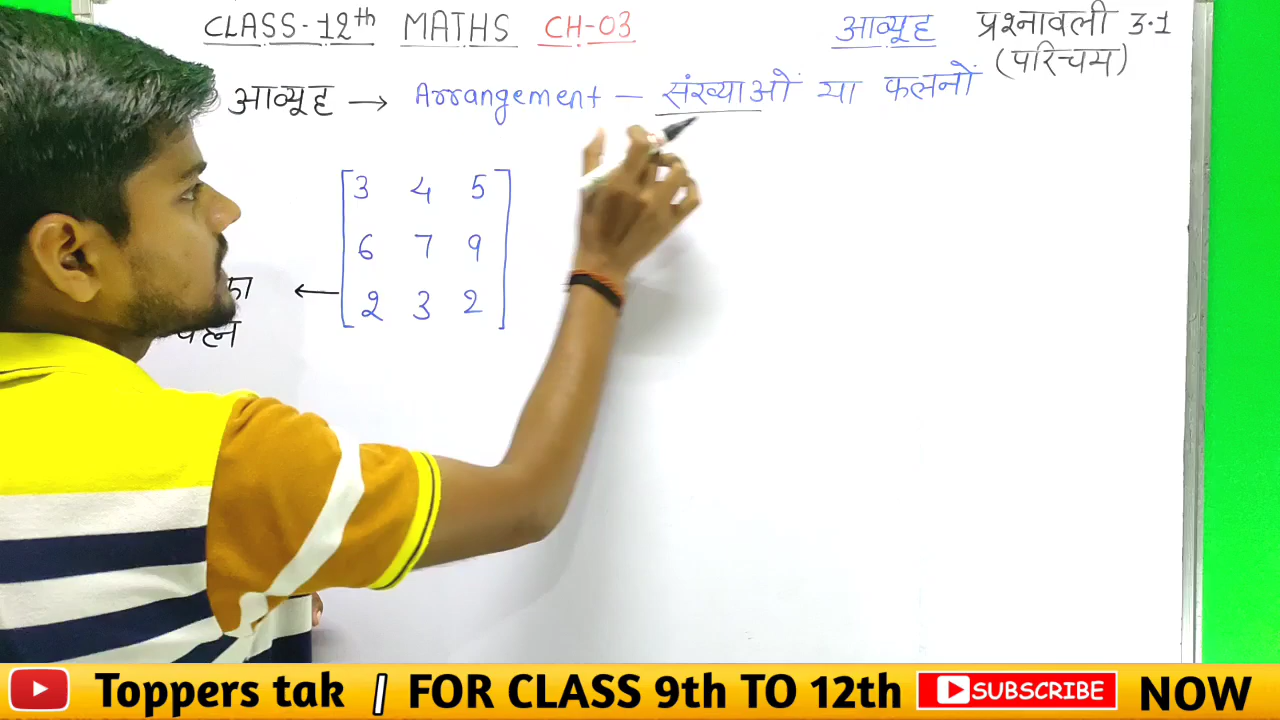 CLASS-12th MATHS CH-03 आव्यूह प्रश्नावली 3.1
(परिचय)
आव्यूह → Arrangement – संख्याओं या फलनों
3 4 5
6 7 9
2 3 2
का ←
Toppers tak | FOR CLASS 9th TO 12th SUBSCRIBE NOW